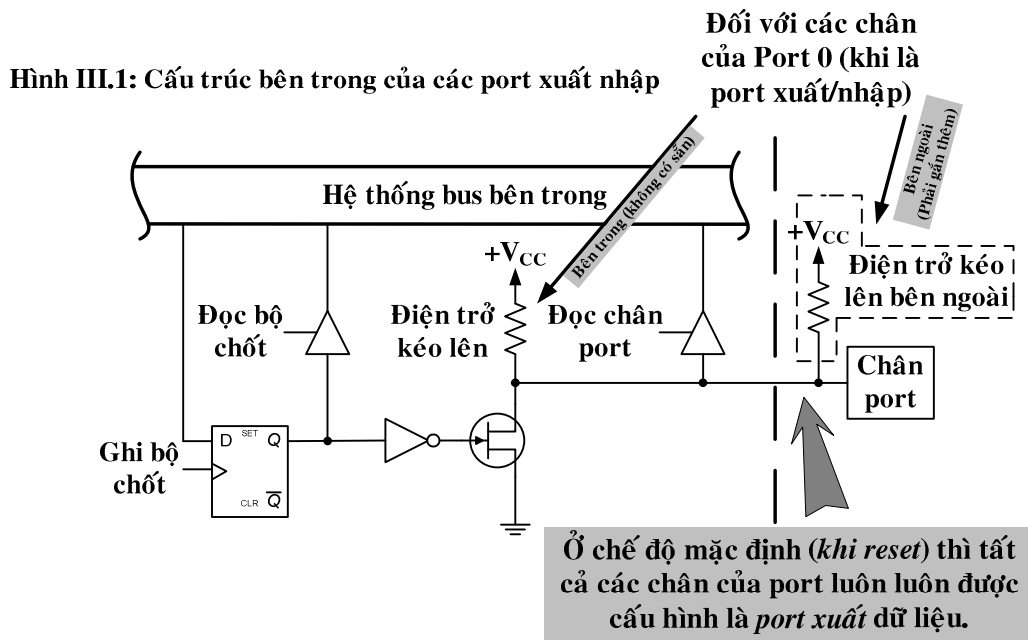 Đối với các chân
của Port 0 (khi là
port xuất/nhập)
Hình III.1: Cấu trúc bên trong của các port xuất nhập
Bên trong (không có sẳn)
Bên ngoài
(Phải gắn thêm)
Hệ thống bus bên trong
+VCC
+VCC
Điện trở kéo
lên bên ngoài
Đọc bộ
chốt
Điện trở
kéo lên
Đọc chân
port
Chân
port
Ghi bộ
chốt
D SET Q
CLR Q̅
Ở chế độ mặc định (khi reset) thì tất
cả các chân của port luôn luôn được
cấu hình là port xuất dữ liệu.